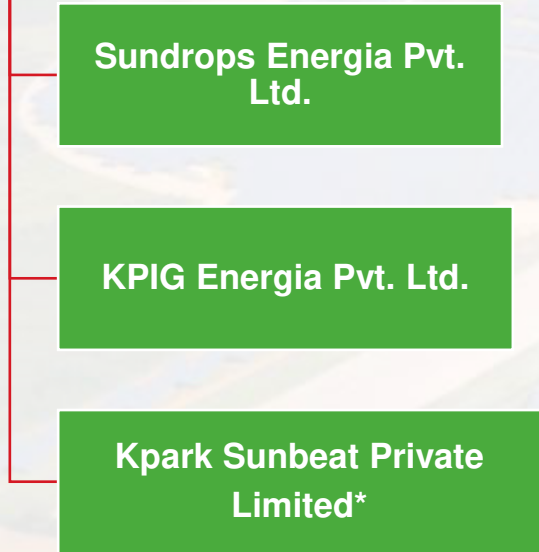 Sundrops Energia Pvt.
Ltd.
KPIG Energia Pvt. Ltd.
Kpark Sunbeat Private
Limited*